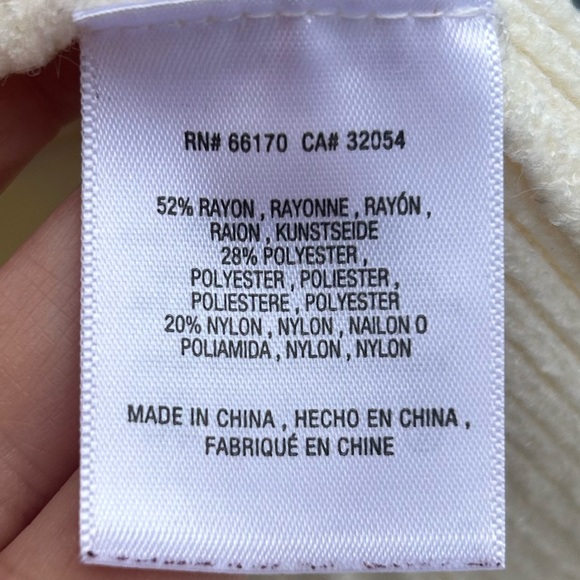 RN# 66170 CA# 32054
52% RAYON , RAYONNE , RAYÓN ,
RAION , KUNSTSEIDE
28% POLYESTER ,
POLYESTER , POLIESTER ,
POLIESTERE , POLYESTER
20% NYLON , NYLON , NAILON O
POLIAMIDA , NYLON , NYLON
MADE IN CHINA , HECHO EN CHINA ,
FABRIQUÉ EN CHINE